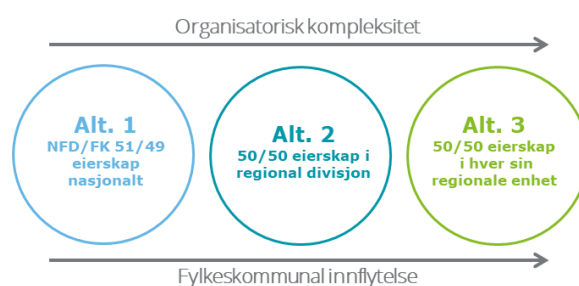 Organisatorisk kompleksitet
Alt. 1
NFD/FK 51/49
eierskap
nasjonalt
Alt. 2
50/50 eierskap i
regional divisjon
Alt. 3
50/50 eierskap
i hver sin
regionale enhet
Fylkeskommunal innflytelse